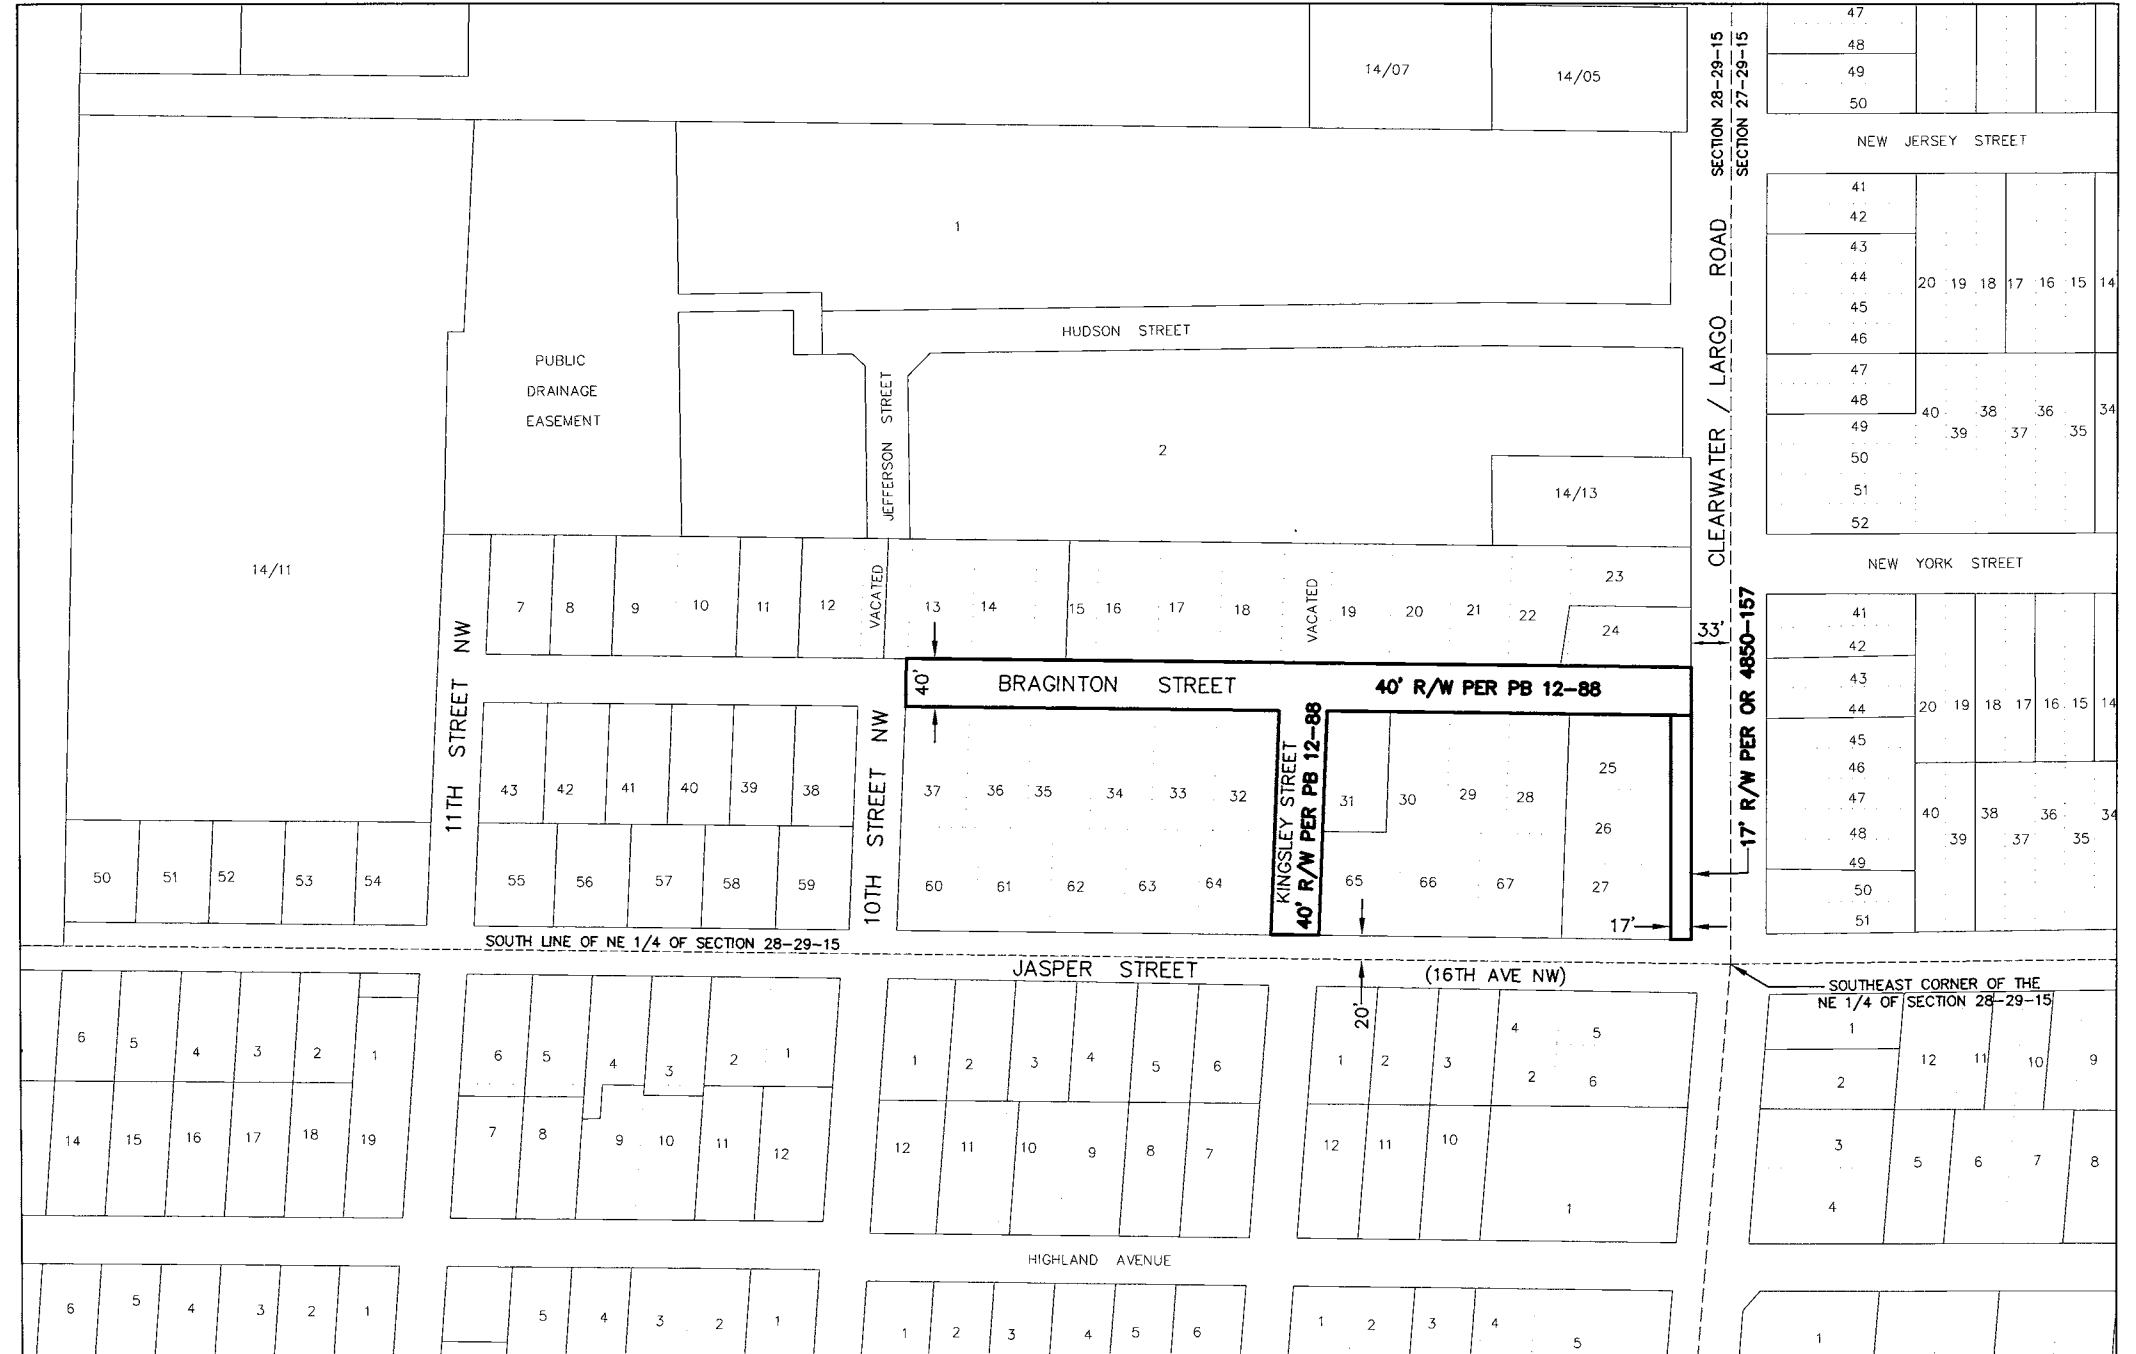 14/07
14/05
SECTION 28-29-15
SECTION 27-29-15
47
48
49
50
NEW JERSEY STREET
1
41
42
43
44
45
46
20 19 18 17 16 15 14
HUDSON STREET
CLEARWATER / LARGO ROAD
PUBLIC
DRAINAGE
EASEMENT
JEFFERSON STREET
2
14/13
47
48
49
50
51
52
40 38 36 34
39 37 35
14/11
NEW YORK STREET
7 8 9 10 11 12
VACATED
13 14 15 16 17 18
VACATED
19 20 21 22
23
24
33'
17' R/W PER OR 4850-157
11TH STREET NW
40'
BRAGINTON STREET
40' R/W PER PB 12-88
10TH STREET NW
KINGSLEY STREET
40' R/W PER PB 12-88
43 42 41 40 39 38
37 36 35 34 33 32
31 30 29 28
25
26
27
50 51 52 53 54
55 56 57 58 59
60 61 62 63 64
65 66 67
17'
41
42
43
44
45
46
47
48
49
50
51
20 19 18 17 16 15 14
40 38 36 34
39 37 35
SOUTH LINE OF NE 1/4 OF SECTION 28-29-15
JASPER STREET
(16TH AVE NW)
20'
SOUTHEAST CORNER OF THE
NE 1/4 OF SECTION 28-29-15
6 5 4 3 2 1
6 5 4 3 2 1
1 2 3 4 5 6
1 2 3 4 5
2 6
1
2
12 11 10 9
14 15 16 17 18 19
7 8 9 10 11 12
12 11 10 9 8 7
12 11 10
1
3
4
5 6 7 8
HIGHLAND AVENUE
6 5 4 3 2 1
5 4 3 2 1
1 2 3 4 5 6
1 2 3 4 5
1